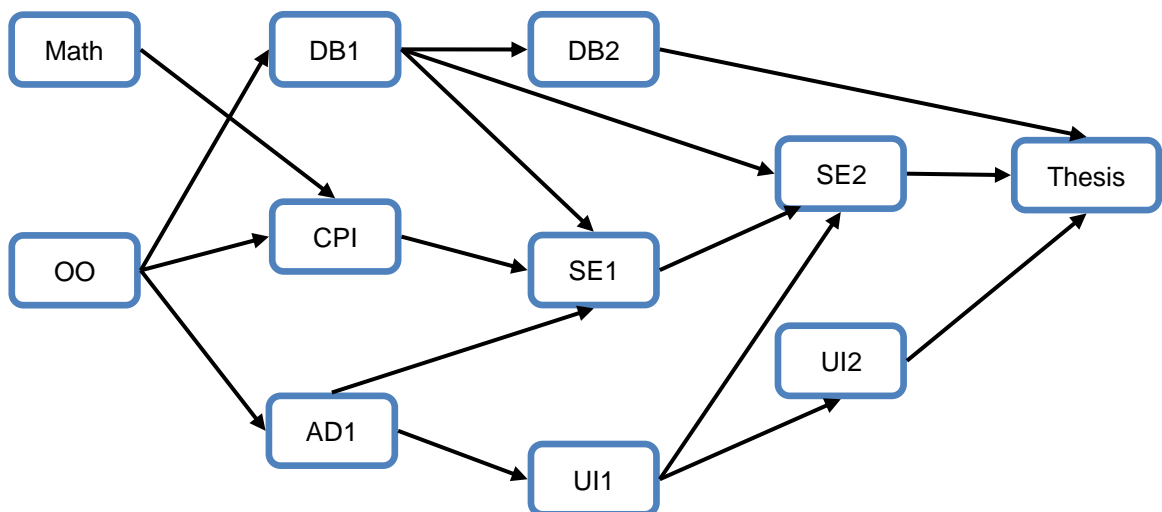 Math
DB1
DB2
SE2
Thesis
OO
CPI
SE1
UI2
AD1
UI1